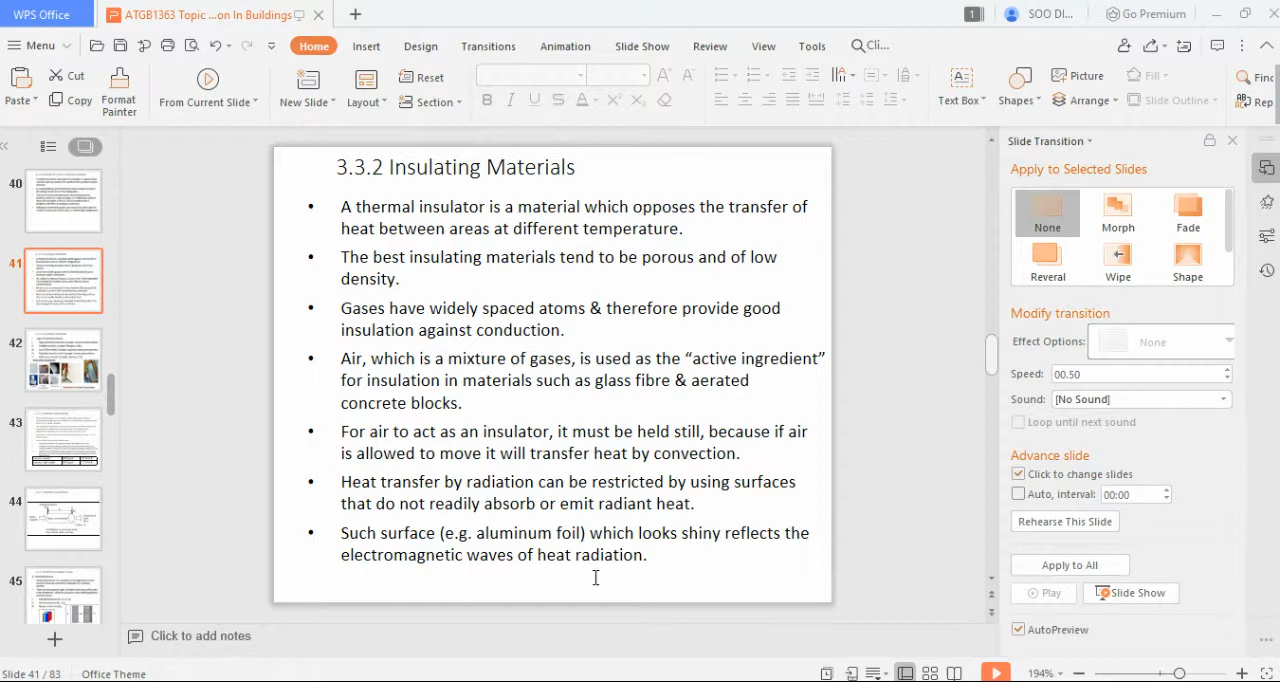 WPS Office
ATGB1363 Topic ...on In Buildings
1
SOO DI...
Go Premium
Menu
Home
Insert
Design
Transitions
Animation
Slide Show
Review
View
Tools
Cli...
Paste
Cut
Copy
Format
Painter
From Current Slide
New Slide
Layout
Reset
Section
B I U S A X² X₂
Text Box
Shapes
Picture
Arrange
Fill
Slide Outline
Find
Rep
40
41
42
43
44
45
3.3.2 Insulating Materials
• A thermal insulator is a material which opposes the transfer of
heat between areas at different temperature.
• The best insulating materials tend to be porous and of low
density.
• Gases have widely spaced atoms & therefore provide good
insulation against conduction.
• Air, which is a mixture of gases, is used as the “active ingredient”
for insulation in materials such as glass fibre & aerated
concrete blocks.
• For air to act as an insulator, it must be held still, because if air
is allowed to move it will transfer heat by convection.
• Heat transfer by radiation can be restricted by using surfaces
that do not readily absorb or emit radiant heat.
• Such surface (e.g. aluminum foil) which looks shiny reflects the
electromagnetic waves of heat radiation.
Click to add notes
Slide Transition
Apply to Selected Slides
None
Morph
Fade
Reveral
Wipe
Shape
Modify transition
Effect Options:
None
Speed: 00.50
Sound: [No Sound]
Loop until next sound
Advance slide
Click to change slides
Auto, interval: 00:00
Rehearse This Slide
Apply to All
Play
Slide Show
AutoPreview
Slide 41 / 83
Office Theme
194%